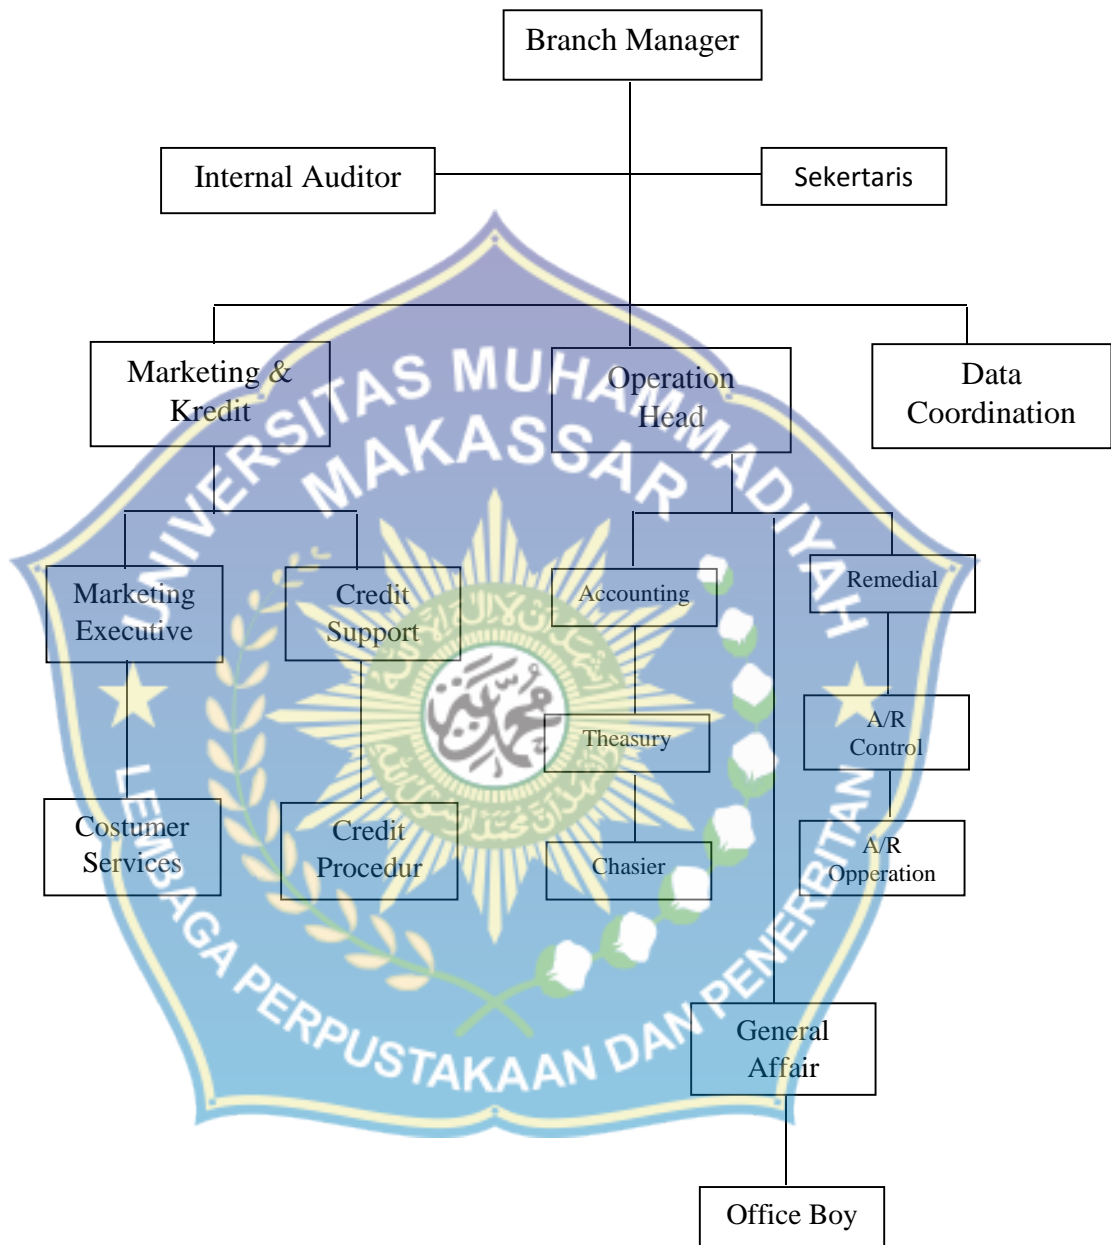 Branch Manager
Internal Auditor
Sekertaris
Marketing &
Kredit
Operation
Head
Data
Coordination
UNIVERSITAS MUHAMMADIYAH
MAKASSAR
Marketing
Executive
Credit
Support
Accounting
Remedial
Theasury
A/R
Control
Costumer
Services
Credit
Procedur
Chasier
A/R
Opperation
LEMBAGA PERPUSTAKAAN DAN PENERBITAN
General
Affair
Office Boy